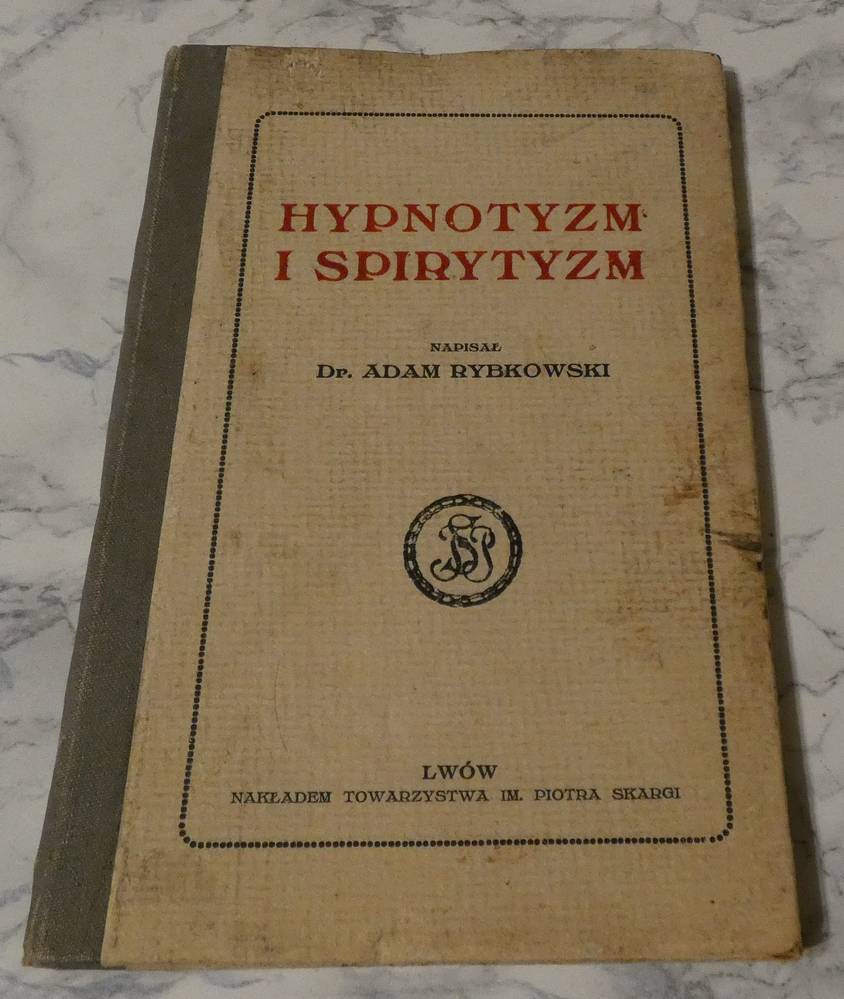 HYPNOTYZM
I SPIRYTYZM
NAPISAŁ
Dr. ADAM RYBKOWSKI
LWÓW
NAKŁADEM TOWARZYSTWA IM. PIOTRA SKARGI